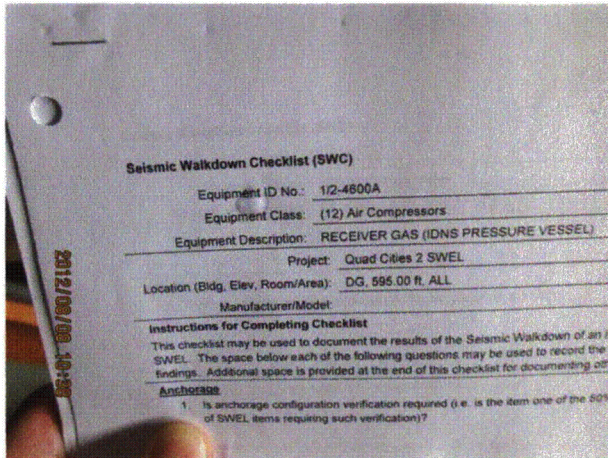 Seismic Walkdown Checklist (SWC)
Equipment ID No.: 1/2-4600A
Equipment Class: (12) Air Compressors
Equipment Description: RECEIVER GAS (IDNS PRESSURE VESSEL)
Project: Quad Cities 2 SWEL
Location (Bldg, Elev, Room/Area): DG, 595.00 ft, ALL
Manufacturer/Model:
Instructions for Completing Checklist
This checklist may be used to document the results of the Seismic Walkdown of an
SWEL. The space below each of the following questions may be used to record the
findings. Additional space is provided at the end of this checklist for documenting
Anchorage
1. Is anchorage configuration verification required (i.e. is the item one of the 50%
of SWEL items requiring such verification)?